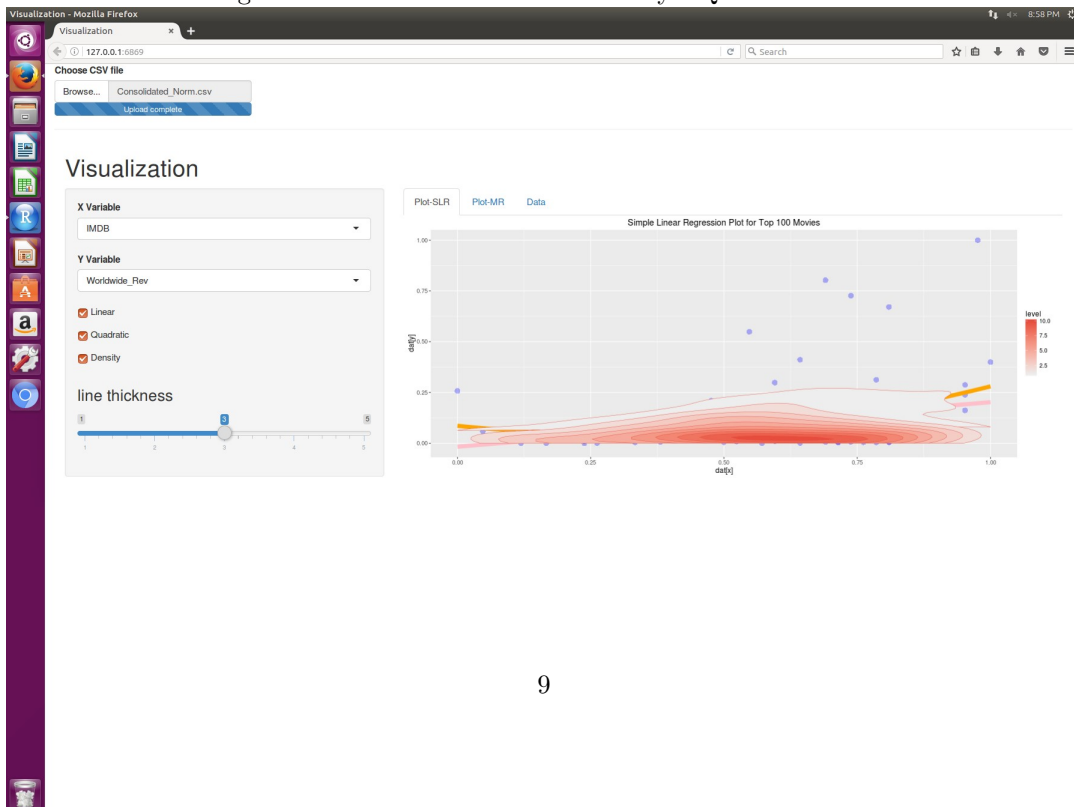 Visualization - Mozilla Firefox
8:58 PM
Visualization × +
127.0.0.1:6869
Search
Choose CSV file
Browse... Consolidated_Norm.csv
Upload complete
Visualization
X Variable
IMDB
Y Variable
Worldwide_Rev
Linear
Quadratic
Density
line thickness
1 3 5
1 2 3 4 5
Plot-SLR Plot-MR Data
Simple Linear Regression Plot for Top 100 Movies
1.00
0.75
0.50
0.25
0.00
dat[y]
0.00 0.25 0.50 0.75 1.00
dat[x]
level
10.0
7.5
5.0
2.5
9